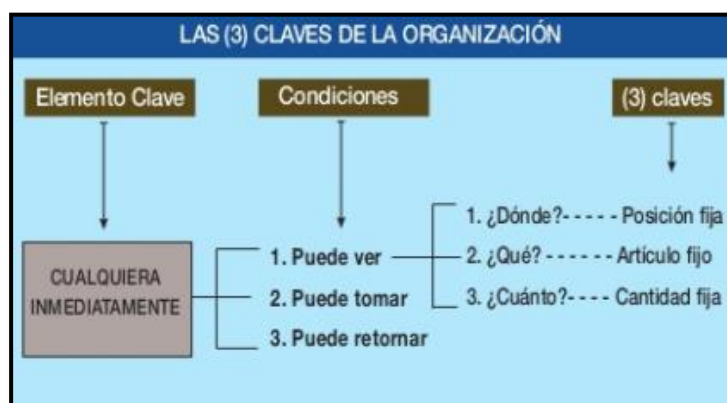 LAS (3) CLAVES DE LA ORGANIZACIÓN
Elemento Clave
Condiciones
(3) claves
CUALQUIERA
INMEDIATAMENTE
1. Puede ver
2. Puede tomar
3. Puede retornar
1. ¿Dónde?- - - - - Posición fija
2. ¿Qué? - - - - - - Artículo fijo
3. ¿Cuánto?- - - - Cantidad fija